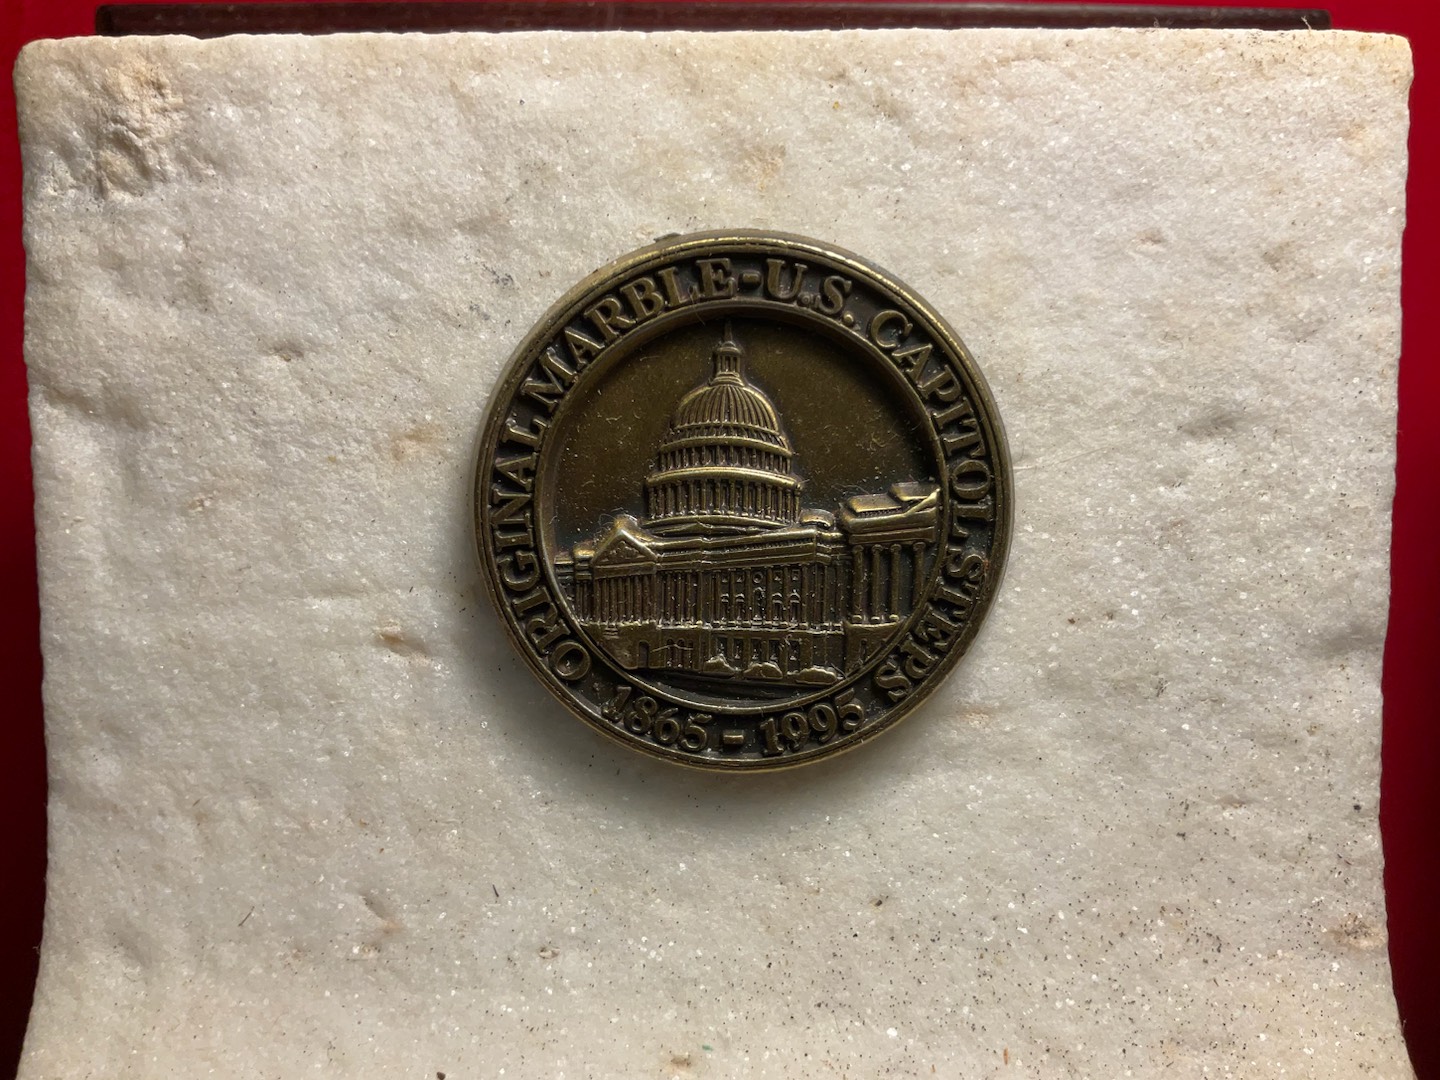 ORIGINAL MARBLE-U.S. CAPITOL STEPS
1865-1995